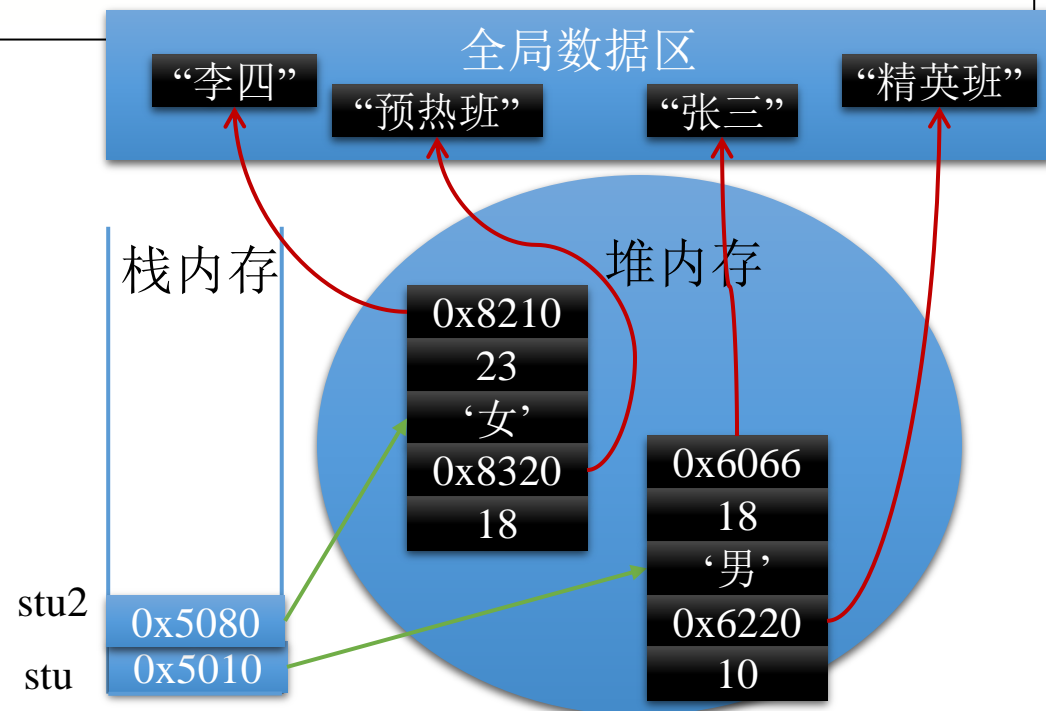 全局数据区
“李四”
“预热班”
“张三”
“精英班”
栈内存
堆内存
0x8210
23
‘女’
0x8320
18
0x6066
18
‘男’
0x6220
10
stu2
0x5080
stu
0x5010